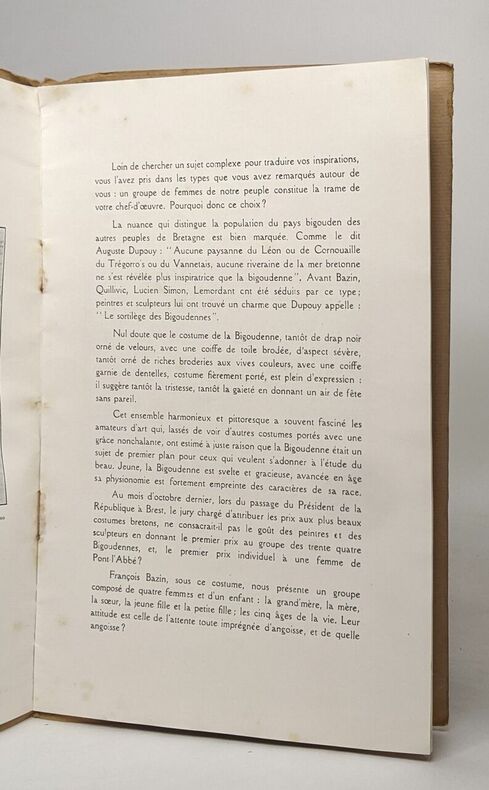 Loin de chercher un sujet complexe pour traduire vos inspirations,
vous l'avez pris dans les types que vous avez remarqués autour de
vous : un groupe de femmes de notre peuple constitue la trame de
votre chef-d'œuvre. Pourquoi donc ce choix ?
La nuance qui distingue la population du pays bigouden des
autres peuples de Bretagne est bien marquée. Comme le dit
Auguste Dupouy : "Aucune paysanne du Léon ou de Cornouaille
du Trégorrois ou du Vannetais, aucune riveraine de la mer bretonne
ne s'est révélée plus inspiratrice que la bigoudenne". Avant Bazin,
Quillivic, Lucien Simon, Lemordant ont été séduits par ce type ;
peintres et sculpteurs lui ont trouvé un charme que Dupouy appelle :
"Le sortilège des Bigoudennes".
Nul doute que le costume de la Bigoudenne, tantôt de drap noir
orné de velours, avec une coiffe de toile brodée, d'aspect sévère,
tantôt orné de riches broderies aux vives couleurs, avec une coiffe
garnie de dentelles, costume fièrement porté, est plein d'expression :
il suggère tantôt la tristesse, tantôt la gaieté en donnant un air de fête
sans pareil.
Cet ensemble harmonieux et pittoresque a souvent fasciné les
amateurs d'art qui, lassés de voir d'autres costumes portés avec une
grâce nonchalante, ont estimé à juste raison que la Bigoudenne était un
sujet de premier plan pour ceux qui veulent s'adonner à l'étude du
beau. Jeune, la Bigoudenne est svelte et gracieuse, avancée en âge
sa physionomie est fortement empreinte des caractères de sa race.
Au mois d'octobre dernier, lors du passage du Président de la
République à Brest, le jury chargé d'attribuer les prix aux plus beaux
costumes bretons, ne consacrait-il pas le goût des peintres et des
sculpteurs en donnant le premier prix au groupe des trente quatre
Bigoudennes, et, le premier prix individuel à une femme de
Pont-l'Abbé ?
François Bazin, sous ce costume, nous présente un groupe
composé de quatre femmes et d'un enfant : la grand'mère, la mère,
la sœur, la jeune fille et la petite fille ; les cinq âges de la vie. Leur
attitude est celle de l'attente toute imprégnée d'angoisse, et de quelle
angoisse ?